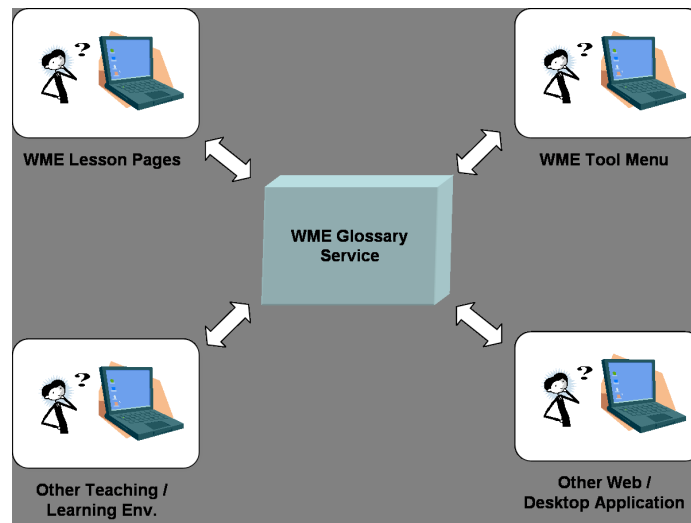 ?
?
WME Lesson Pages
WME Tool Menu
WME Glossary
Service
?
?
Other Teaching /
Learning Env.
Other Web /
Desktop Application